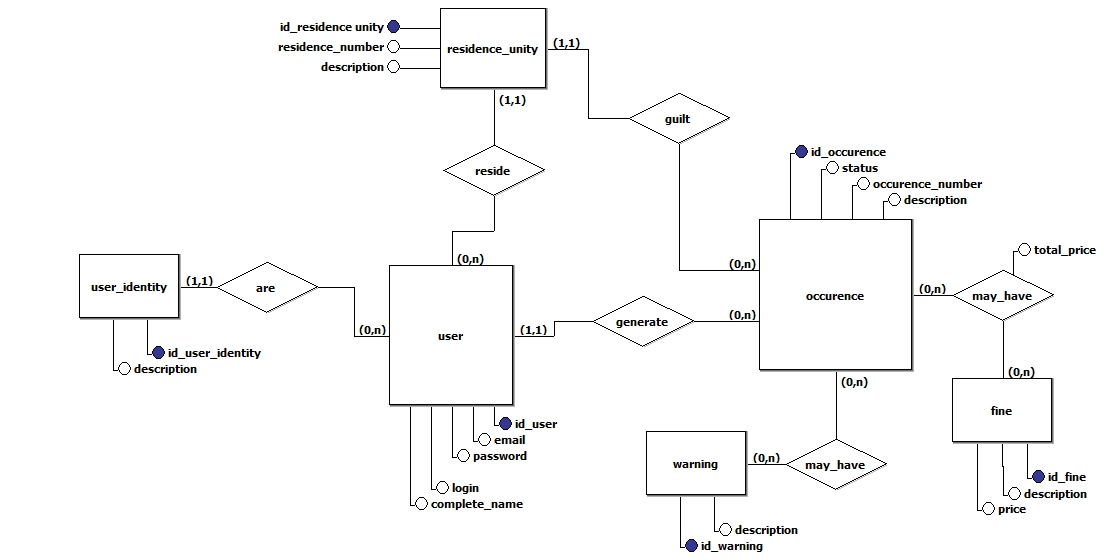 id_residence unity
residence_number
description
residence_unity
(1,1)
(1,1)
guilt
reside
id_occurence
status
occurence_number
description
(0,n)
(0,n)
total_price
user_identity
(1,1)
are
(0,n)
user
(1,1)
generate
(0,n)
occurence
(0,n)
may_have
id_user_identity
description
(0,n)
(0,n)
fine
id_user
email
password
login
complete_name
warning
(0,n)
may_have
id_fine
description
price
description
id_warning